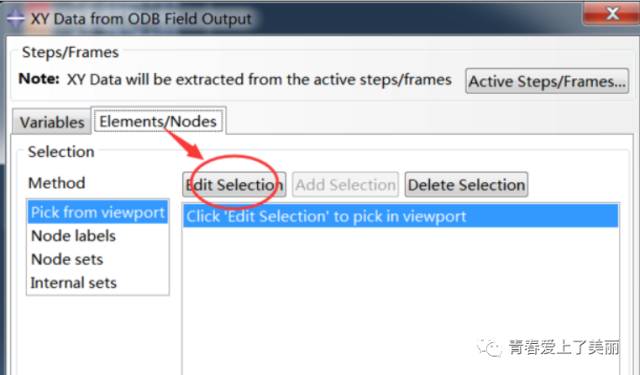 XY Data from ODB Field Output
Steps/Frames
Note: XY Data will be extracted from the active steps/frames
Active Steps/Frames...
Variables
Elements/Nodes
Selection
Method
Edit Selection
Add Selection
Delete Selection
Pick from viewport
Node labels
Node sets
Internal sets
Click 'Edit Selection' to pick in viewport
青春爱上了美丽